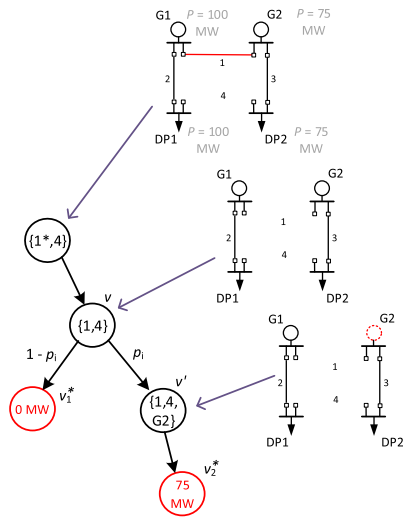 G1
P = 100
MW
G2
P = 75
MW
1
2
3
4
P = 100
MW
P = 75
MW
DP1
DP2
G1
G2
1
2
3
4
DP1
DP2
{1*,4}
v
{1,4}
1 - pi
pi
v1*
0 MW
v'
{1,4,
G2}
v2*
75
MW
G1
G2
1
2
3
4
DP1
DP2